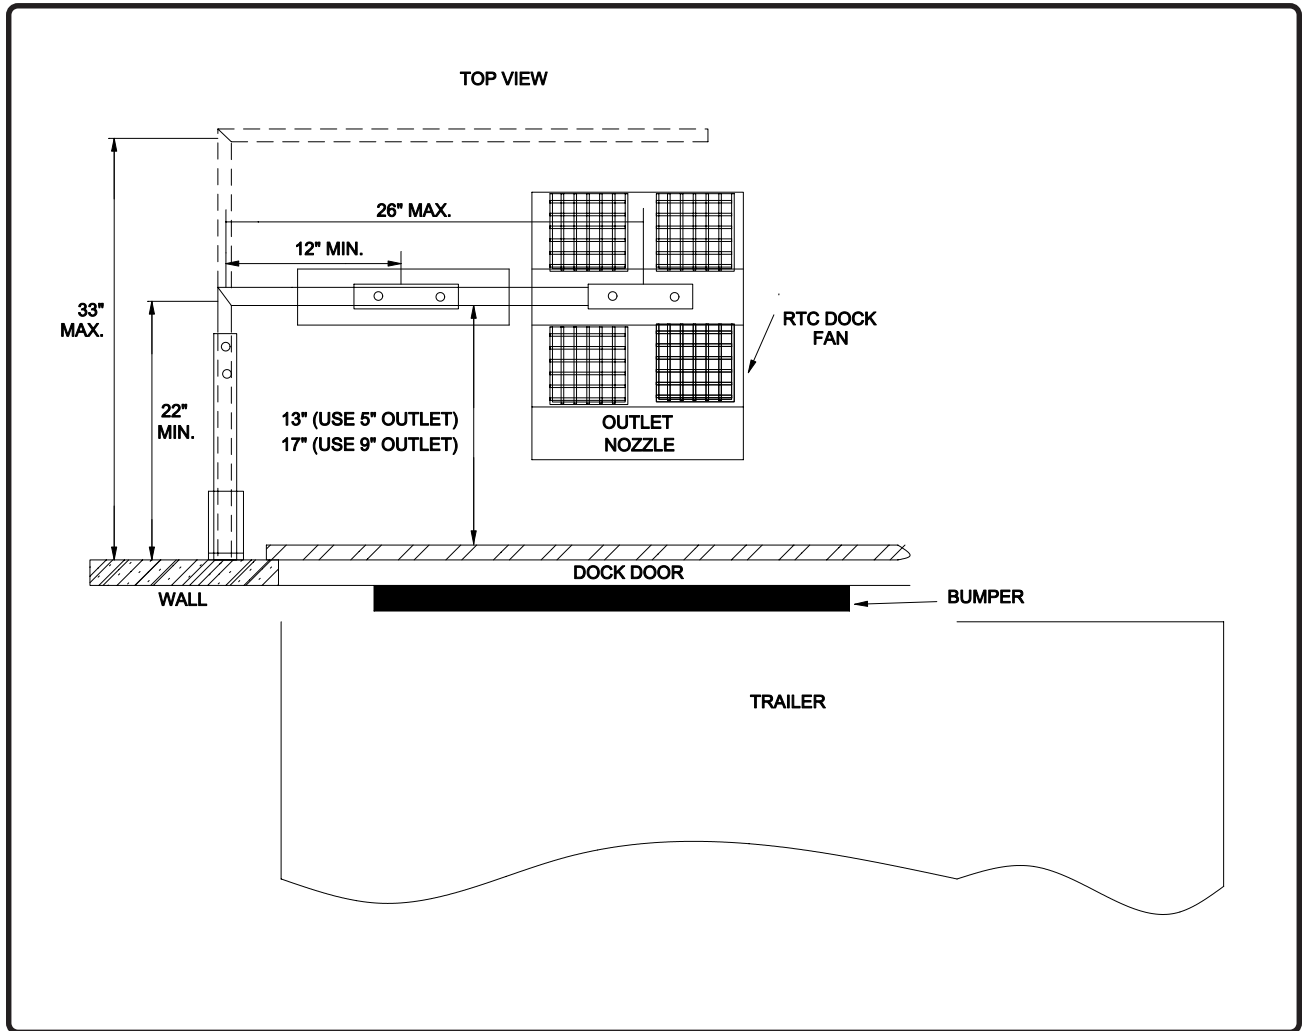 TOP VIEW
26" MAX.
12" MIN.
33"
MAX.
RTC DOCK
FAN
22"
MIN.
13" (USE 5" OUTLET)
17" (USE 9" OUTLET)
OUTLET
NOZZLE
DOCK DOOR
WALL
BUMPER
TRAILER